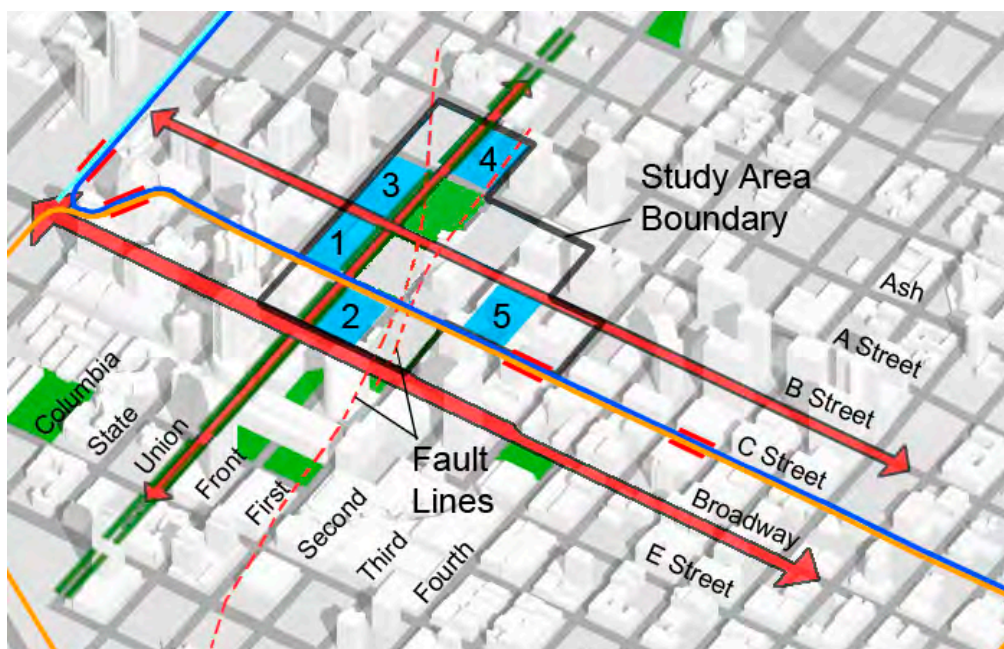 4
3
Study Area
Boundary
1
2
5
Ash
A Street
B Street
C Street
Broadway
E Street
Columbia
State
Union
Front
First
Second
Third
Fourth
Fault
Lines